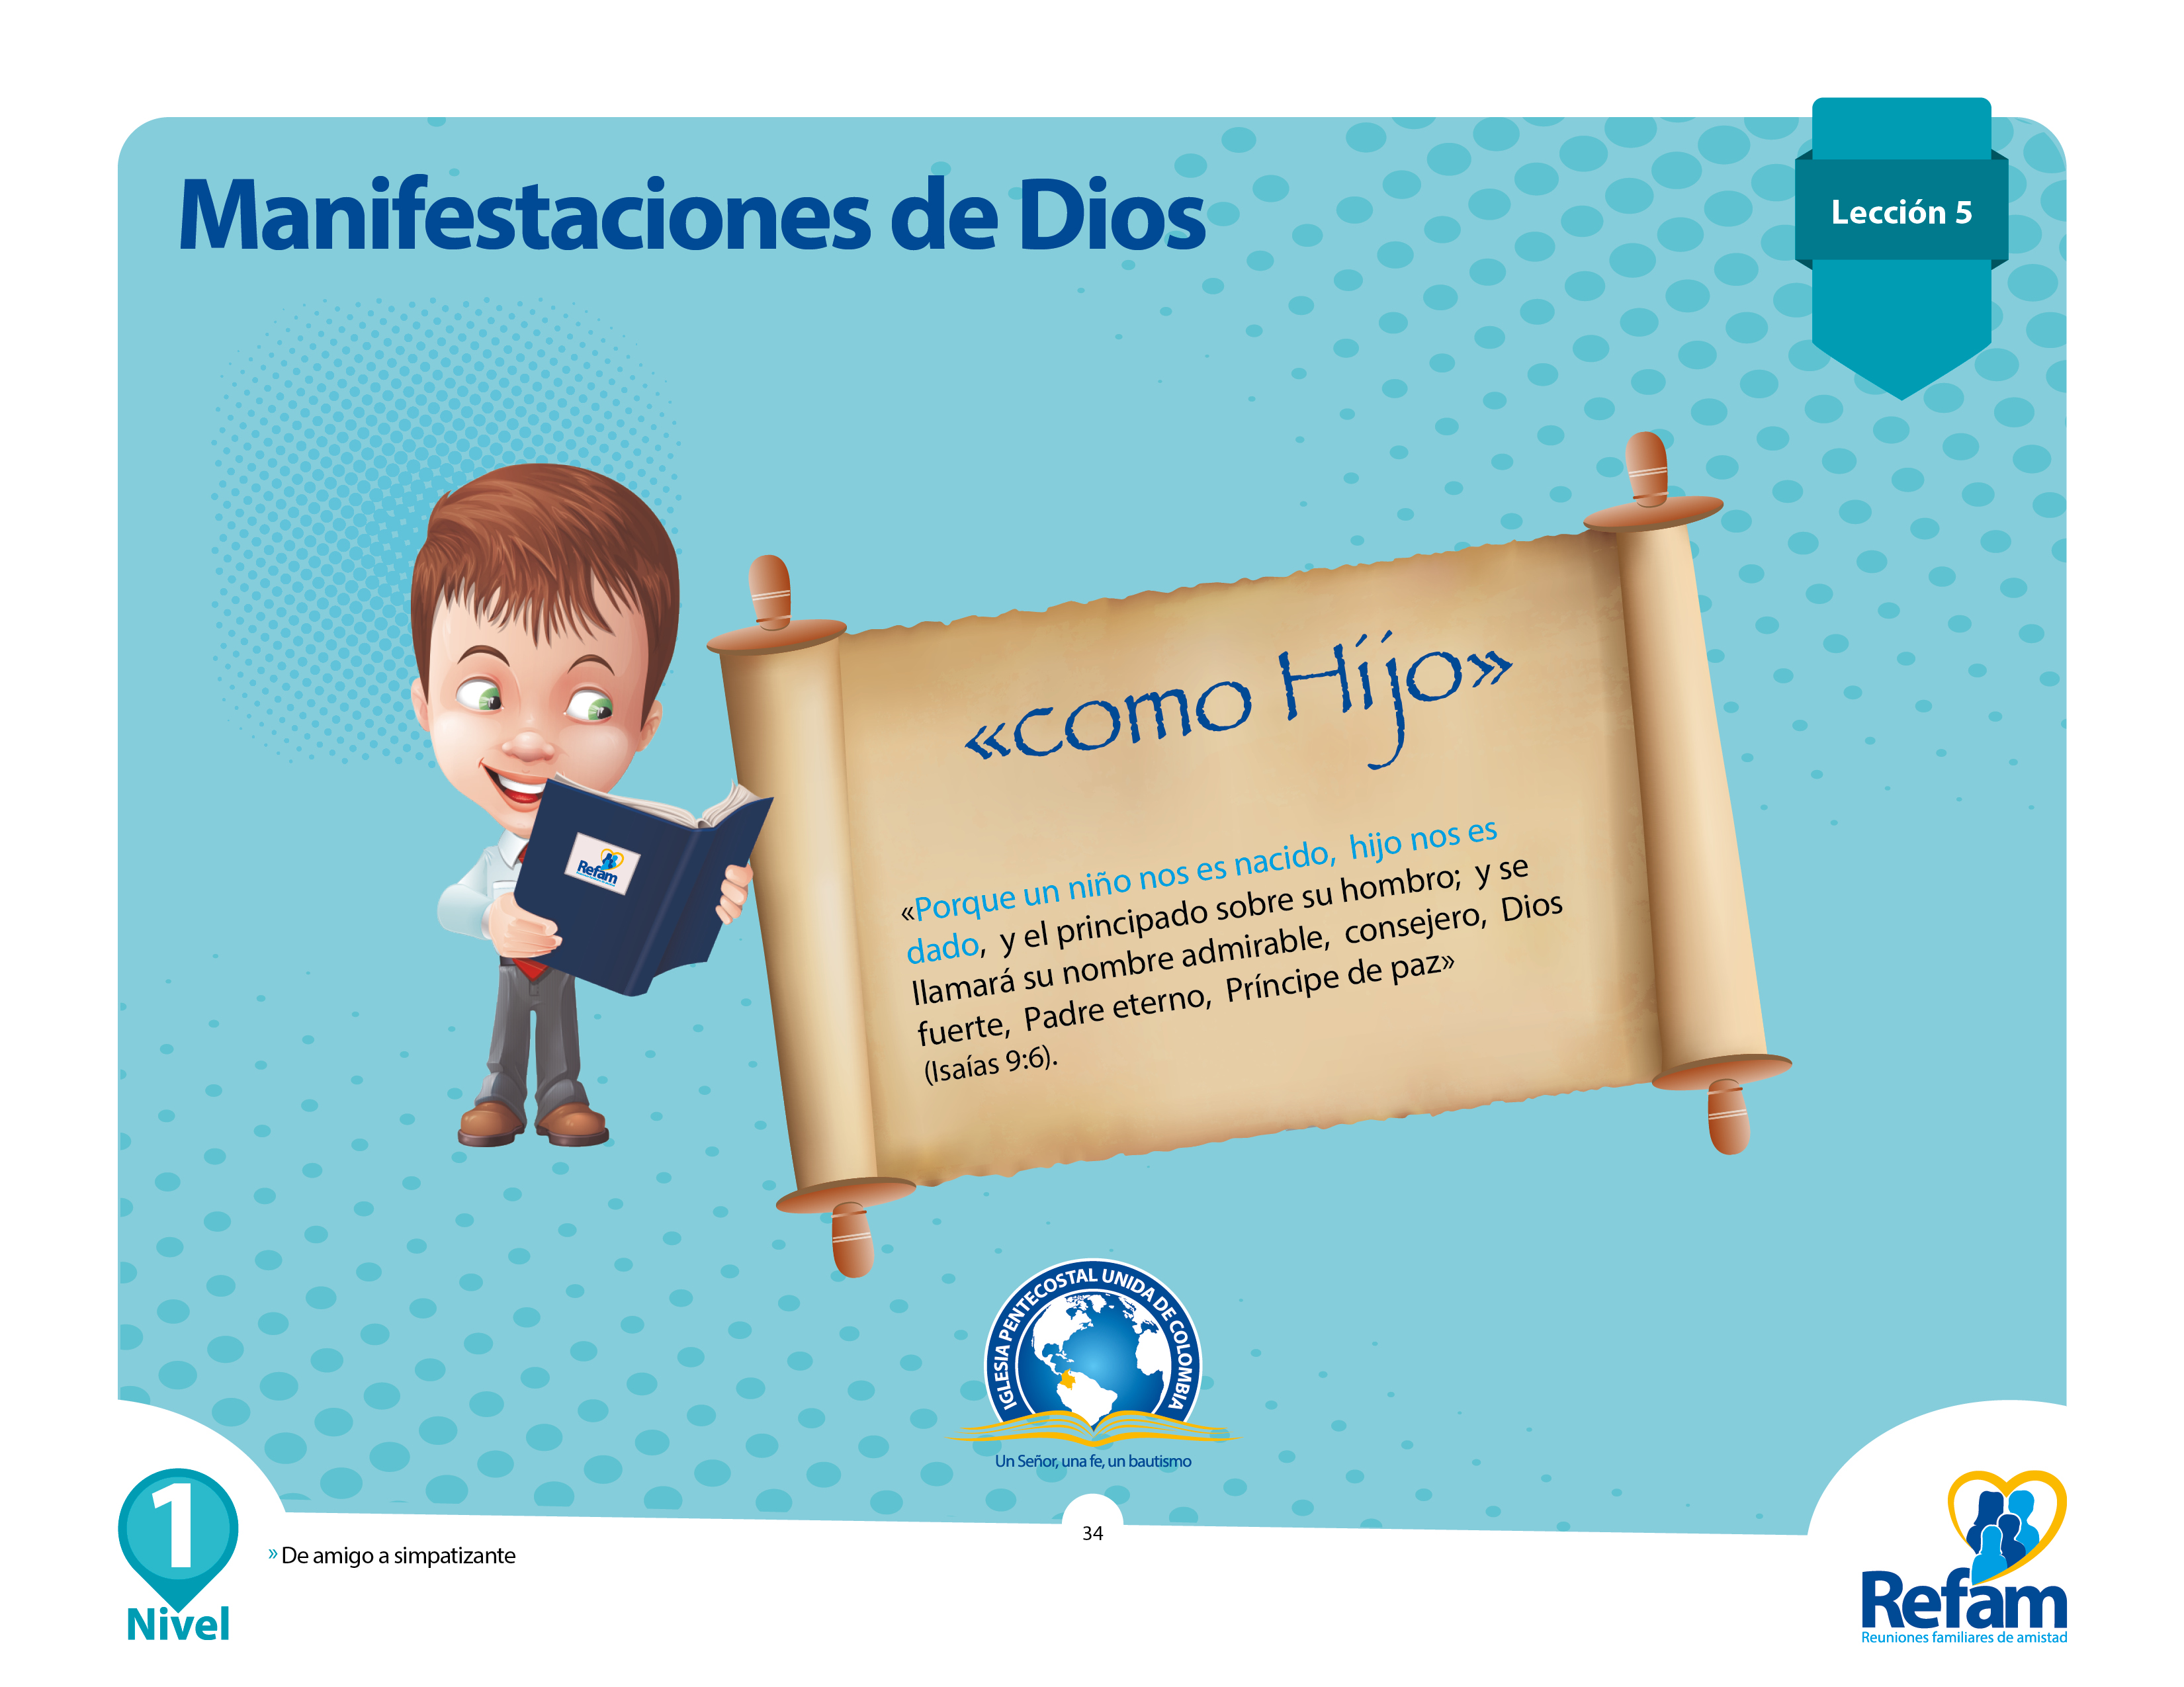 Manifestaciones de Dios
Lección 5
«como Hijo»
«Porque un niño nos es nacido, hijo nos es
dado, y el principado sobre su hombro; y se
llamará su nombre admirable, consejero, Dios
fuerte, Padre eterno, Príncipe de paz»
(Isaías 9:6).
Refam
IGLESIA PENTECOSTAL UNIDA DE COLOMBIA
Un Señor, una fe, un bautismo
34
1
Nivel
» De amigo a simpatizante
Refam
Reuniones familiares de amistad